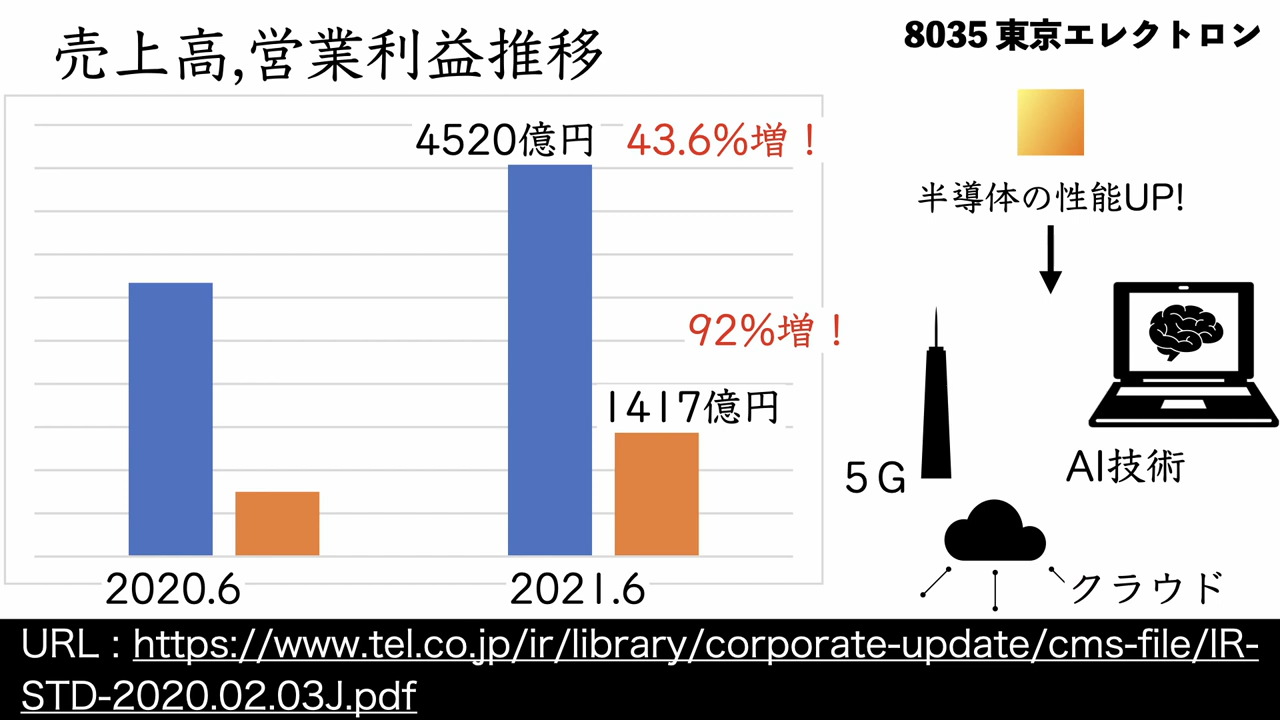 売上高,営業利益推移
8035 東京エレクトロン
4520億円 43.6%増！
半導体の性能UP!
92%増！
1417億円
5G
AI技術
クラウド
2020.6
2021.6
URL：https://www.tel.co.jp/ir/library/corporate-update/cms-file/IR-
STD-2020.02.03J.pdf